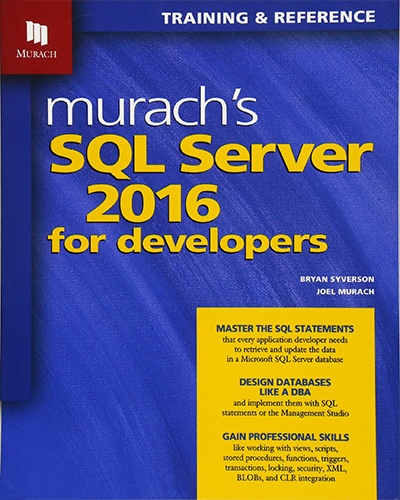 TRAINING & REFERENCE
MURACH
murach's
SQL Server
2016
for developers
BRYAN SYVERSON
JOEL MURACH
MASTER THE SQL STATEMENTS
that every application developer needs
to retrieve and update the data
in a Microsoft SQL Server database
DESIGN DATABASES
LIKE A DBA
and implement them with SQL
statements or the Management Studio
GAIN PROFESSIONAL SKILLS
like working with views, scripts,
stored procedures, functions, triggers,
transactions, locking, security, XML,
BLOBs, and CLR integration